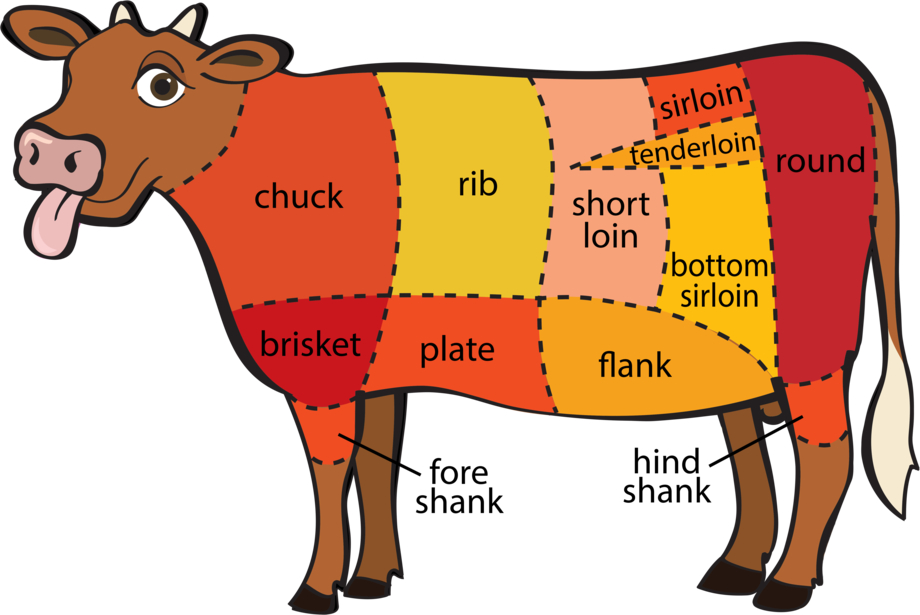 sirloin
tenderloin
round
chuck
rib
short
loin
bottom
sirloin
brisket
plate
flank
fore
shank
hind
shank